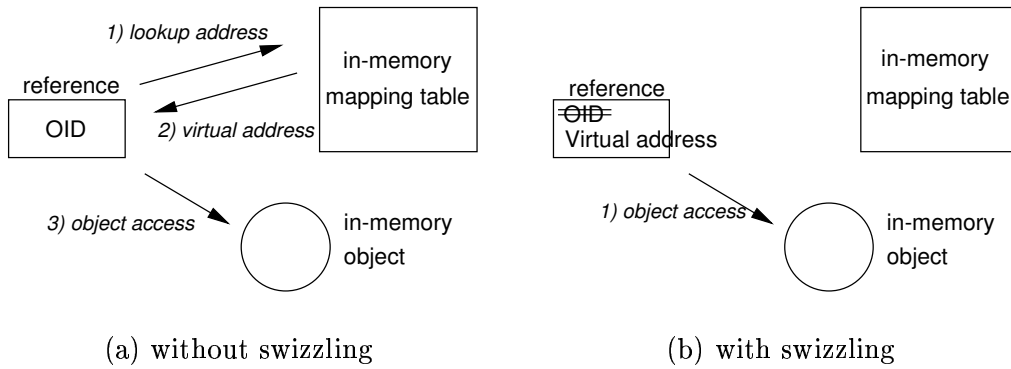 1) lookup address
in-memory
mapping table
reference
OID
2) virtual address
3) object access
in-memory
object
(a) without swizzling
in-memory
mapping table
reference
OID
Virtual address
1) object access
in-memory
object
(b) with swizzling